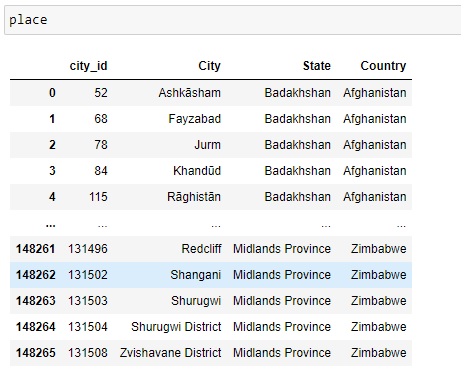 place
city_id City State Country
0 52 Ashkāsham Badakhshan Afghanistan
1 68 Fayzabad Badakhshan Afghanistan
2 78 Jurm Badakhshan Afghanistan
3 84 Khandūd Badakhshan Afghanistan
4 115 Rāghistān Badakhshan Afghanistan
... ... ... ... ...
148261 131496 Redcliff Midlands Province Zimbabwe
148262 131502 Shangani Midlands Province Zimbabwe
148263 131503 Shurugwi Midlands Province Zimbabwe
148264 131504 Shurugwi District Midlands Province Zimbabwe
148265 131508 Zvishavane District Midlands Province Zimbabwe